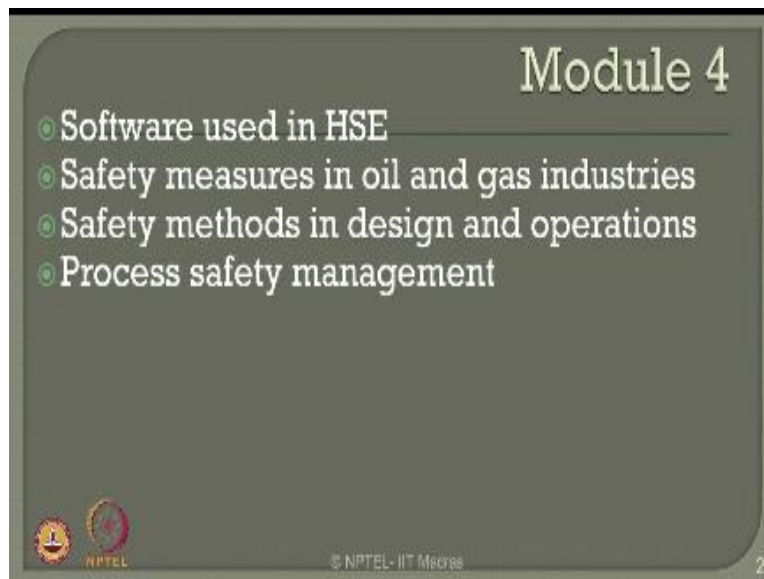 Module 4
Software used in HSE
Safety measures in oil and gas industries
Safety methods in design and operations
Process safety management
NPTEL
© NPTEL- IIT Madras
2